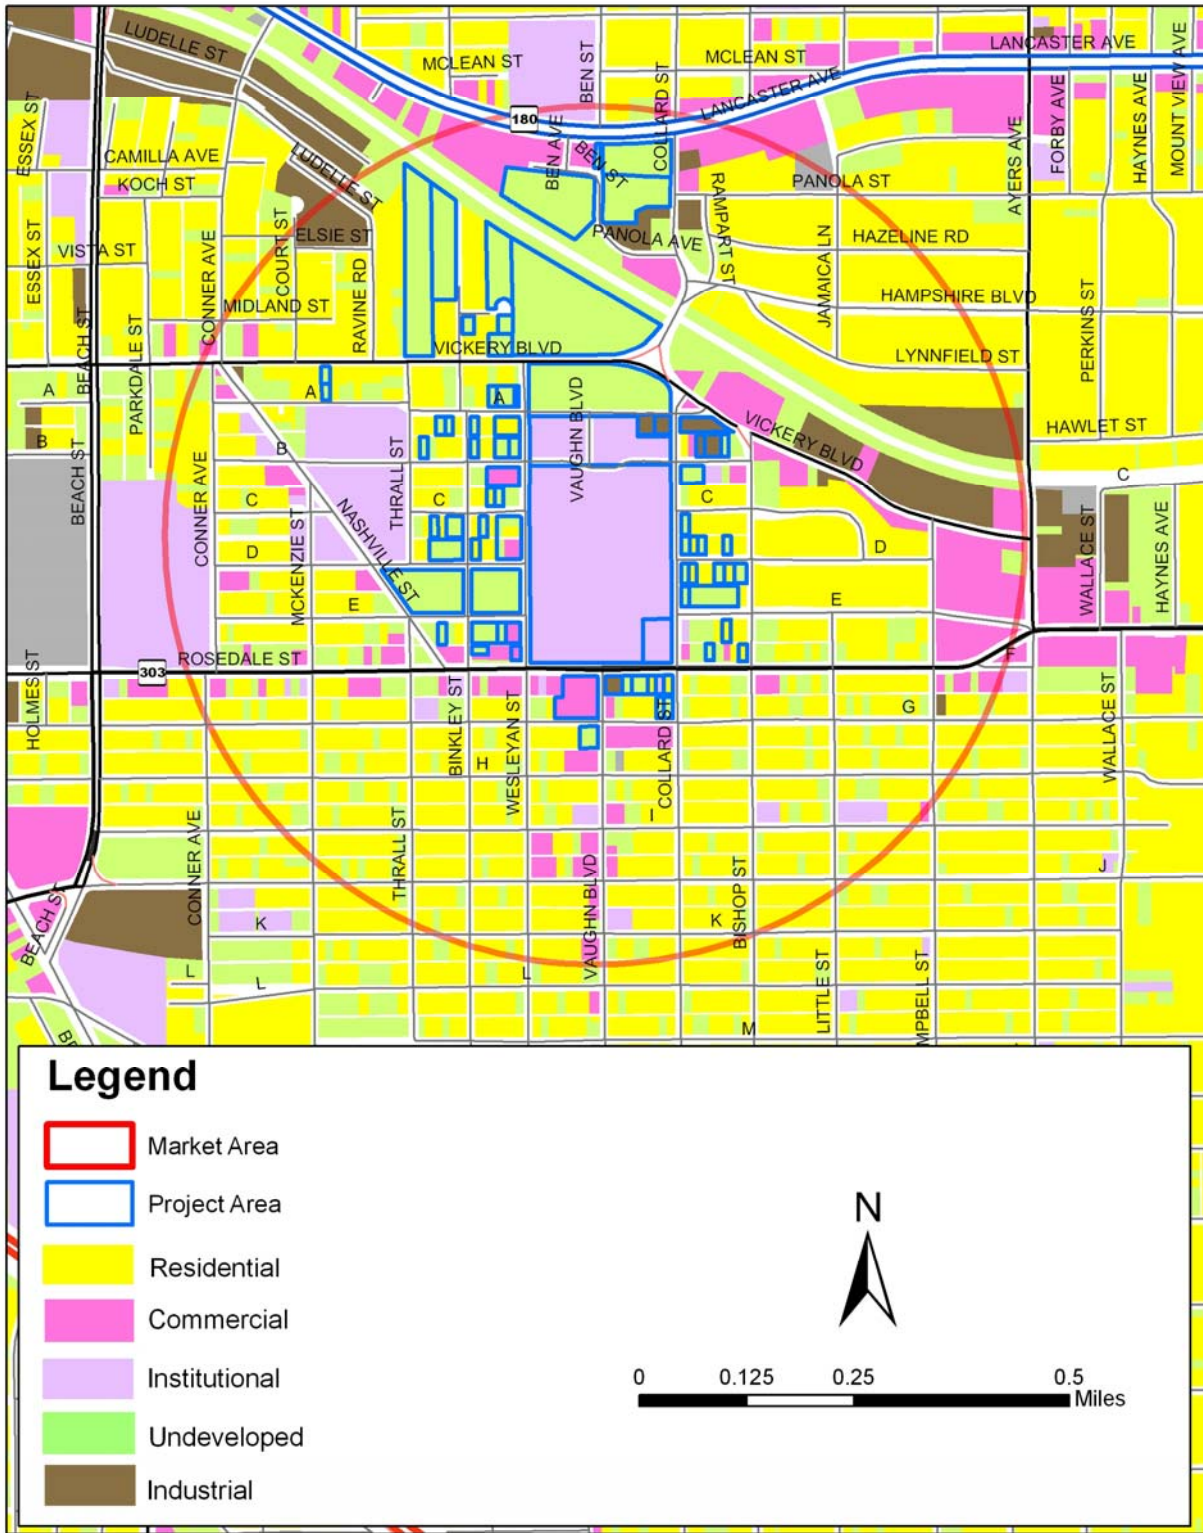 LUDELLE ST
MCLEAN ST
BEN ST
MCLEAN ST
LANCASTER AVE
COLLARD ST
LANCASTER AVE
ESSEX ST
180
FORBY AVE
HAYNES AVE
MOUNT VIEW AVE
CAMILLA AVE
LUDELLE ST
BEN AVE
BEN ST
AYERS AVE
KOCH ST
PANOLA ST
RAMPART ST
ESSEX ST
VISTA ST
CONNER AVE
COURT ST
ELSIE ST
PANOLA AVE
HAZELINE RD
JAMAICA LN
RAVINE RD
MIDLAND ST
HAMPSHIRE BLVD
PERKINS ST
BEACH ST
PARKDALE ST
VICKERY BLVD
LYNNFIELD ST
A
A
A
VAUGHN BLVD
B
B
VICKERY BLVD
HAWLET ST
BEACH ST
THRALL ST
C
CONNER AVE
C
C
C
NASHVILLE ST
MCKENZIE ST
D
D
WALLACE ST
HAYNES AVE
E
E
ROSEDALE ST
F
303
HOLMES ST
BINKLEY ST
WESLEYAN ST
COLLARD ST
G
WALLACE ST
H
I
CONNER AVE
THRALL ST
VAUGHN BLVD
BISHOP ST
J
BEACH ST
K
K
L
L
L
LITTLE ST
MPBELL ST
M
BE
Legend
Market Area
Project Area
Residential
Commercial
Institutional
Undeveloped
Industrial
N
0 0.125 0.25 0.5
Miles